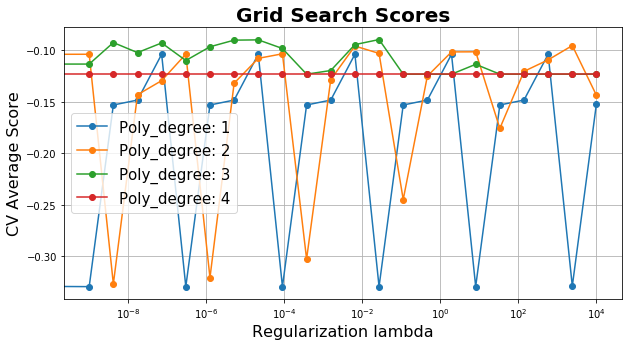 Grid Search Scores
CV Average Score
−0.10
−0.15
−0.20
−0.25
−0.30
Poly_degree: 1
Poly_degree: 2
Poly_degree: 3
Poly_degree: 4
10⁻⁸
10⁻⁶
10⁻⁴
10⁻²
10⁰
10²
10⁴
Regularization lambda